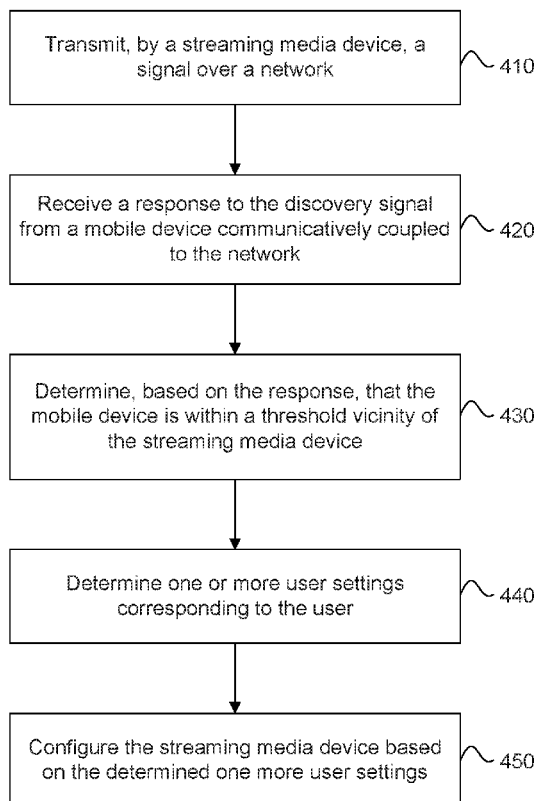 Transmit, by a streaming media device, a
signal over a network
410
Receive a response to the discovery signal
from a mobile device communicatively coupled
to the network
420
Determine, based on the response, that the
mobile device is within a threshold vicinity of
the streaming media device
430
Determine one or more user settings
corresponding to the user
440
Configure the streaming media device based
on the determined one more user settings
450